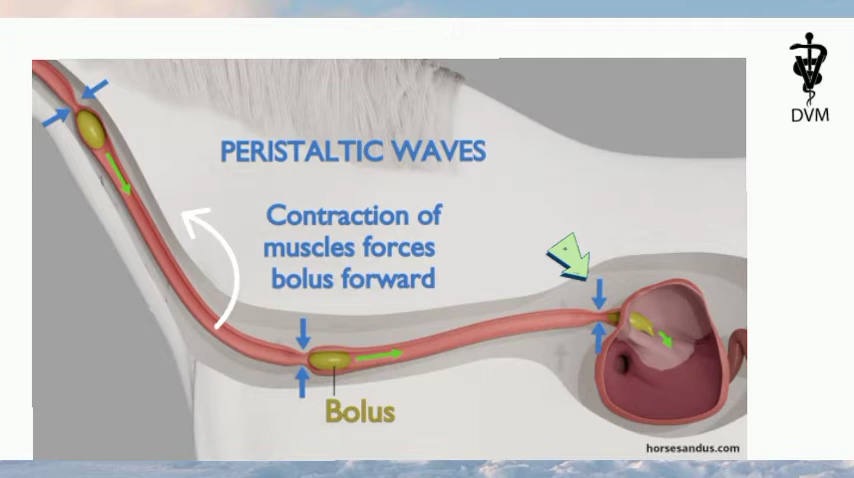 DVM
PERISTALTIC WAVES
Contraction of
muscles forces
bolus forward
Bolus
horsesandus.com